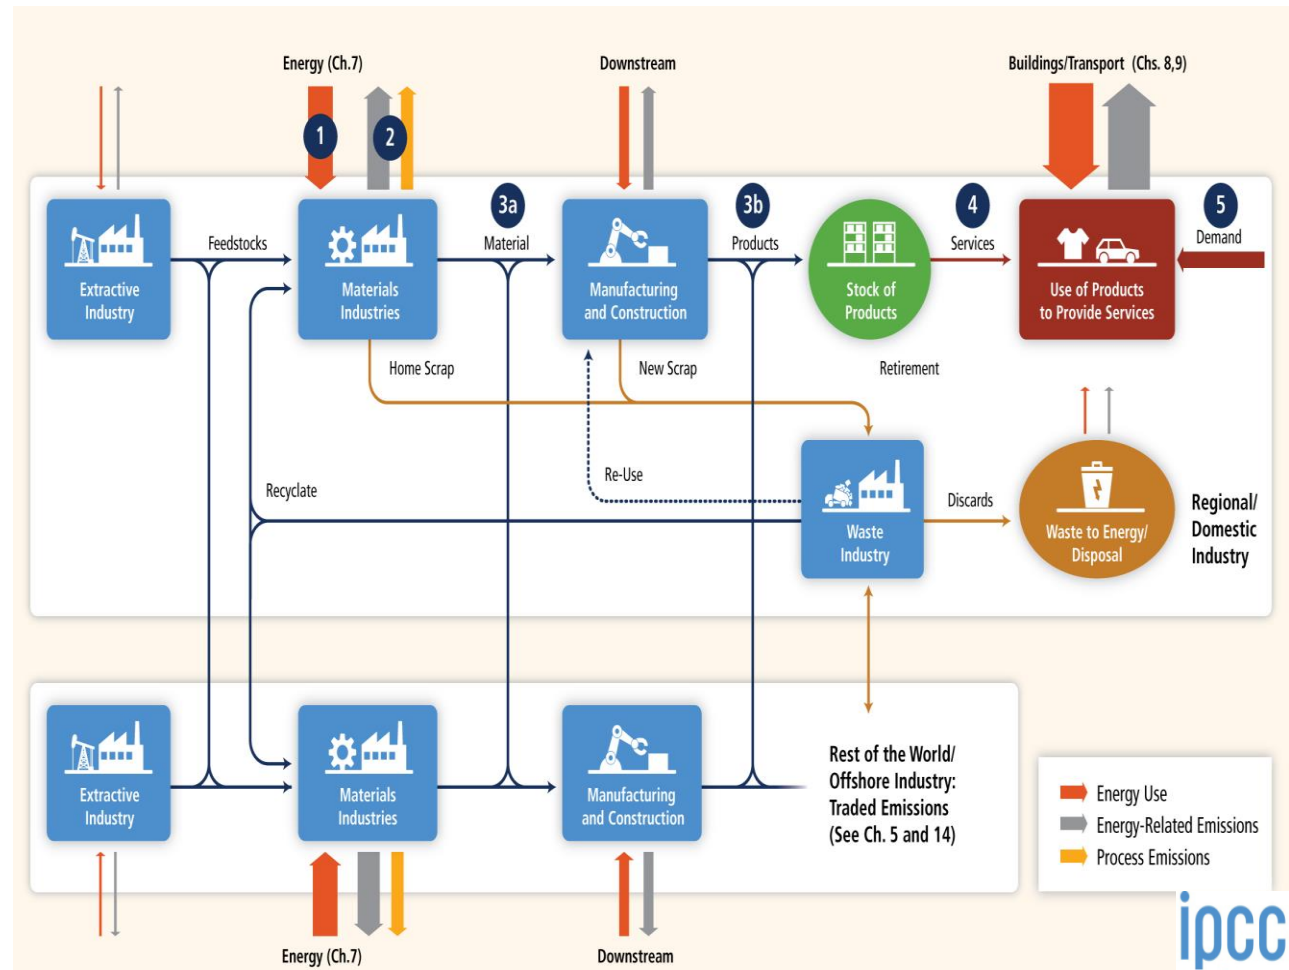 Energy (Ch.7)
Downstream
Buildings/Transport (Chs. 8,9)
1
2
3a
3b
4
5
Feedstocks
Material
Products
Services
Demand
Extractive
Industry
Materials
Industries
Manufacturing
and Construction
Stock of
Products
Use of Products
to Provide Services
Home Scrap
New Scrap
Retirement
Re-Use
Recyclate
Discards
Waste
Industry
Waste to Energy/
Disposal
Regional/
Domestic
Industry
Extractive
Industry
Materials
Industries
Manufacturing
and Construction
Rest of the World/
Offshore Industry:
Traded Emissions
(See Ch. 5 and 14)
Energy Use
Energy-Related Emissions
Process Emissions
Energy (Ch.7)
Downstream
ipcc